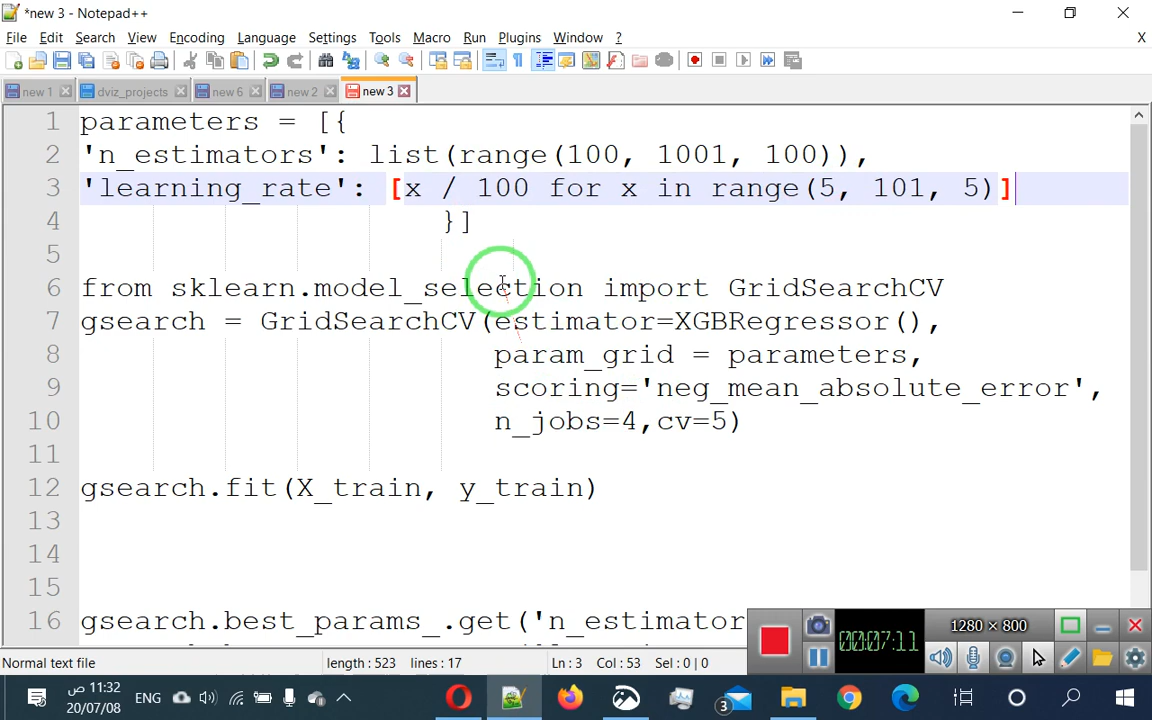 *new 3 - Notepad++
File Edit Search View Encoding Language Settings Tools Macro Run Plugins Window ? X
new 1 dviz_projects new 6 new 2 new 3
1 parameters = [{
2 'n_estimators': list(range(100, 1001, 100)),
3 'learning_rate': [x / 100 for x in range(5, 101, 5)]
4 }]
5
6 from sklearn.model_selection import GridSearchCV
7 gsearch = GridSearchCV(estimator=XGBRegressor(),
8 param_grid = parameters,
9 scoring='neg_mean_absolute_error',
10 n_jobs=4,cv=5)
11
12 gsearch.fit(X_train, y_train)
13
14
15
16 gsearch.best_params_.get('n_estimator
1280 × 800
00:07:11
Normal text file length : 523 lines : 17 Ln : 3 Col : 53 Sel : 0 | 0
11:32 ص ENG 3
20/07/08